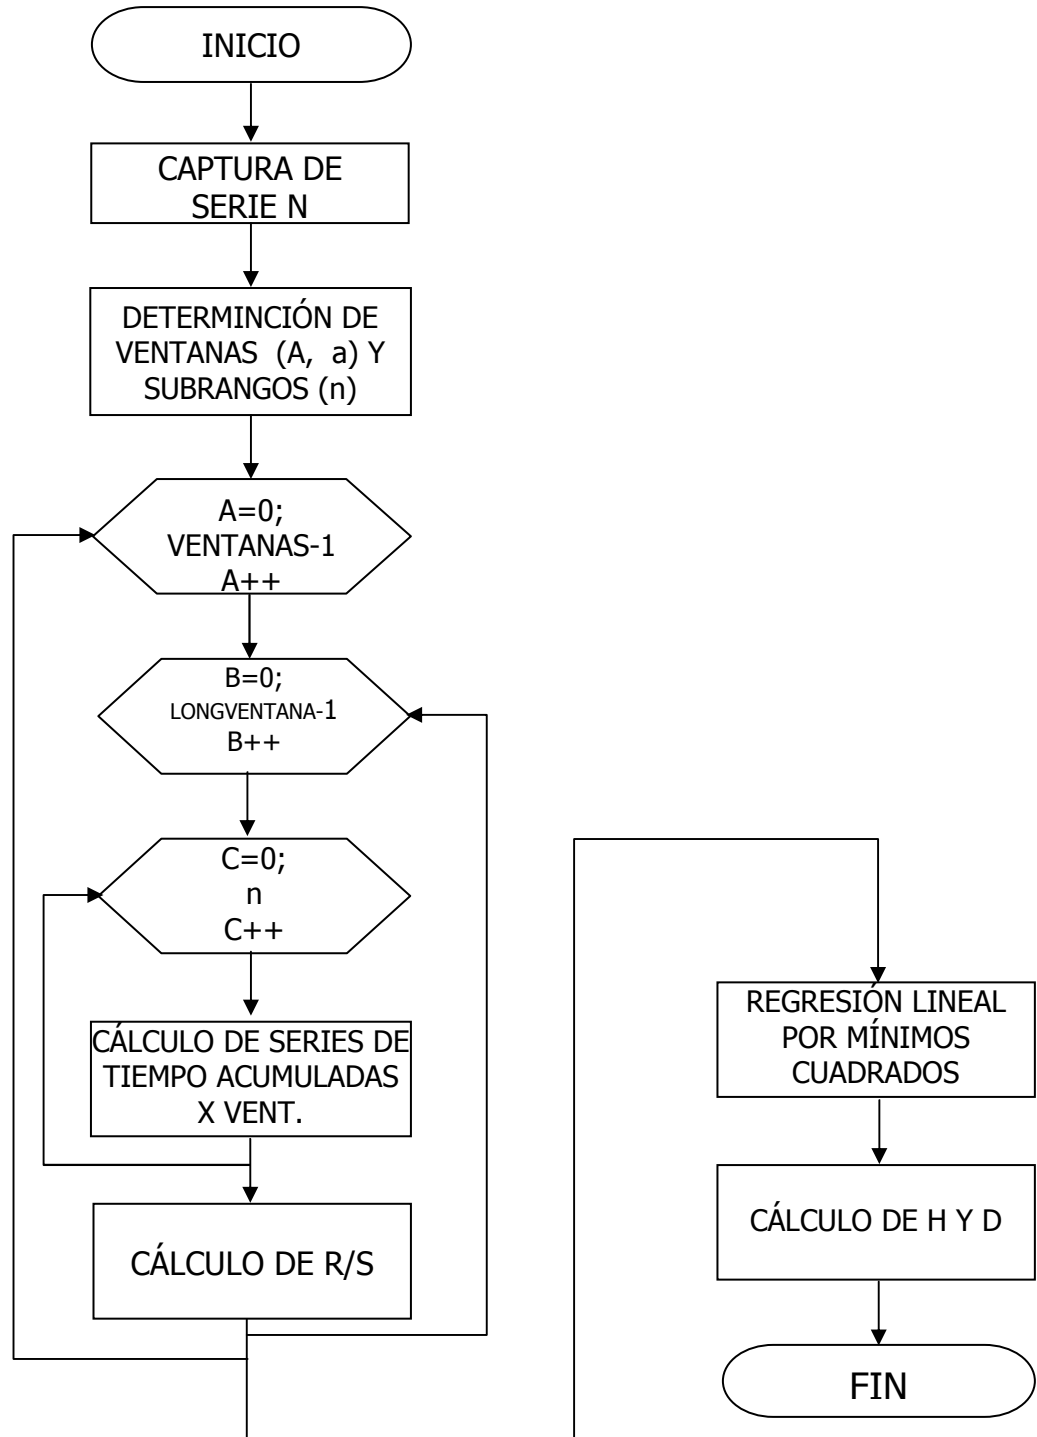 INICIO
CAPTURA DE
SERIE N
DETERMINCIÓN DE
VENTANAS (A, a) Y
SUBRANGOS (n)
A=0;
VENTANAS-1
A++
B=0;
LONGVENTANA-1
B++
C=0;
n
C++
CÁLCULO DE SERIES DE
TIEMPO ACUMULADAS
X VENT.
CÁLCULO DE R/S
REGRESIÓN LINEAL
POR MÍNIMOS
CUADRADOS
CÁLCULO DE H Y D
FIN